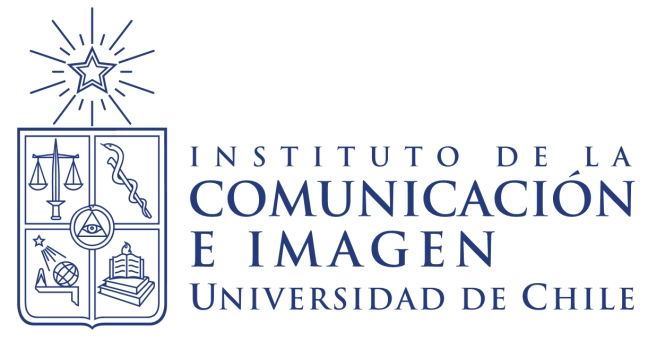 INSTITUTO DE LA
COMUNICACIÓN
E IMAGEN
UNIVERSIDAD DE CHILE